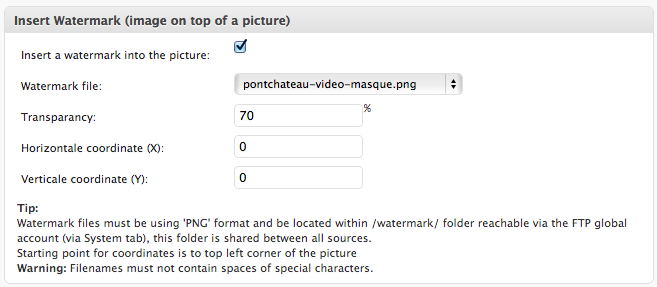 Insert Watermark (image on top of a picture)
Insert a watermark into the picture:
Watermark file: pontchateau-video-masque.png
Transparancy: 70 %
Horizontale coordinate (X): 0
Verticale coordinate (Y): 0
Tip:
Watermark files must be using 'PNG' format and be located within /watermark/ folder reachable via the FTP global
account (via System tab), this folder is shared between all sources.
Starting point for coordinates is to top left corner of the picture
Warning: Filenames must not contain spaces of special characters.